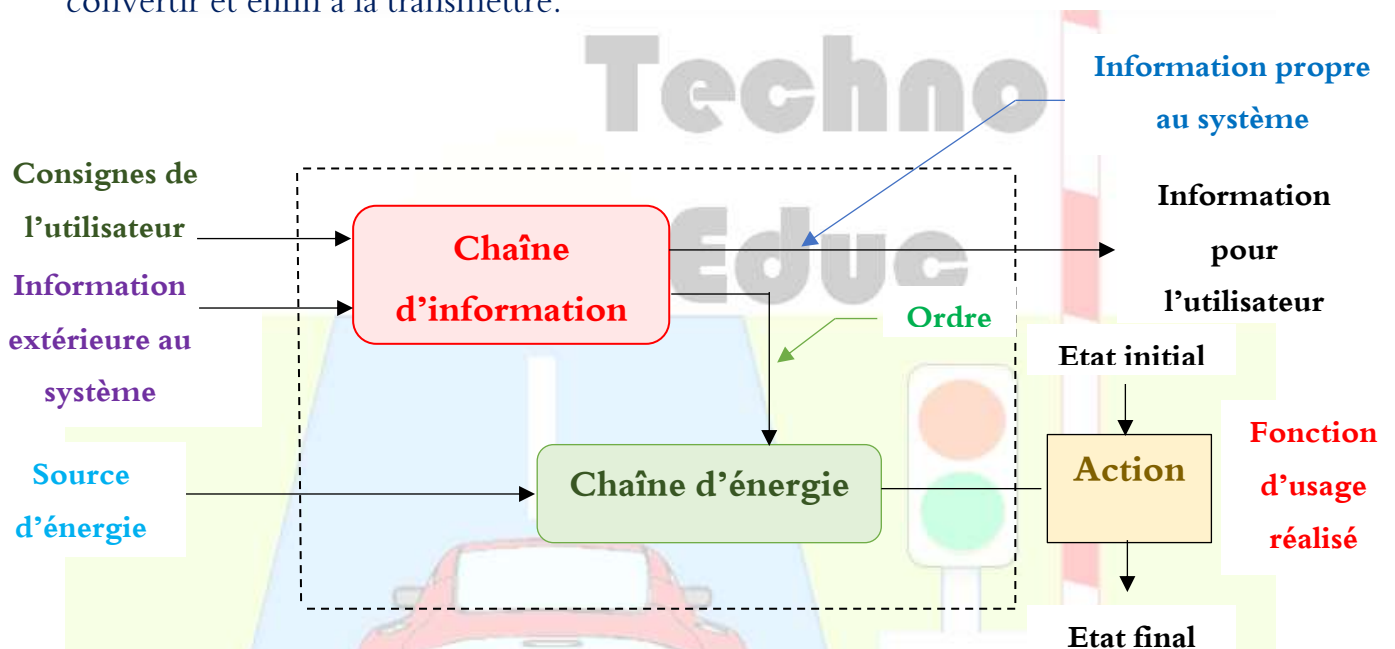 convertir et enfin à la transmettre.
Techno
Educ
Information propre
au système
Consignes de
l'utilisateur
Information
extérieure au
système
Chaîne
d'information
Information
pour
l'utilisateur
Ordre
Etat initial
Source
d'énergie
Chaîne d'énergie
Action
Fonction
d'usage
réalisé
Etat final